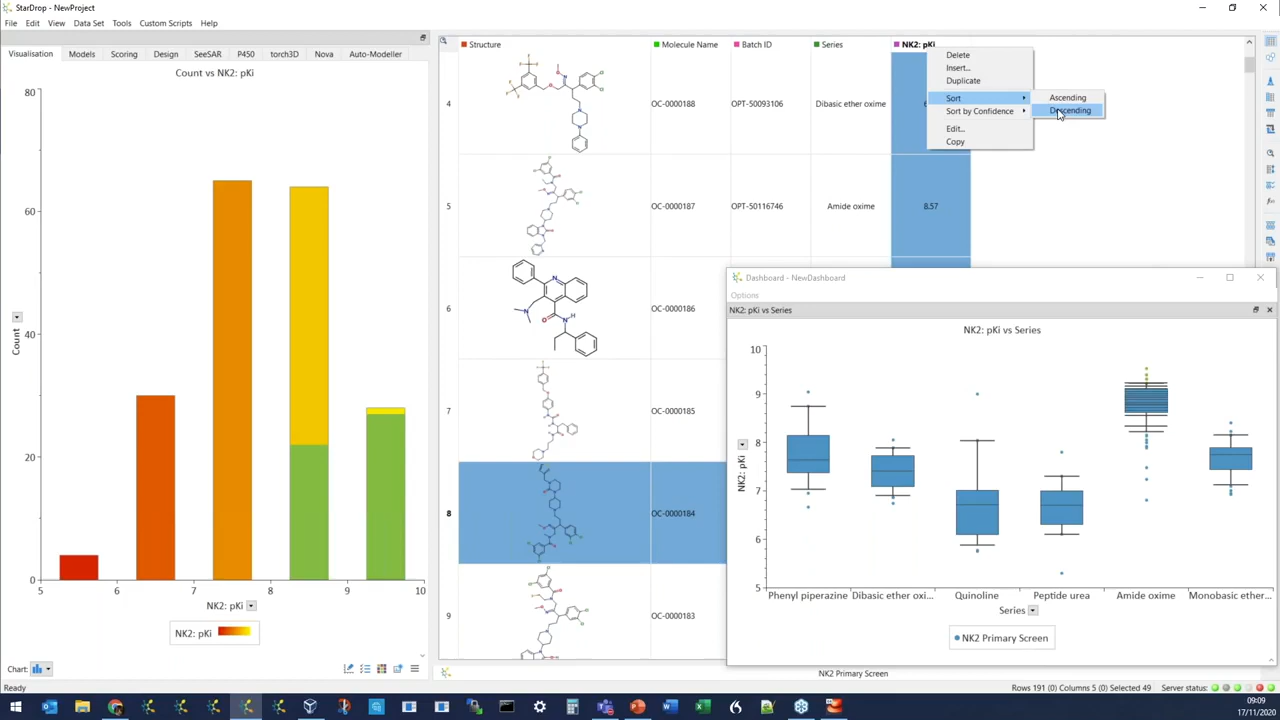 StarDrop - NewProject
File Edit View Data Set Tools Custom Scripts Help
Visualisation Models Scoring Design SeeSAR P450 torch3D Nova Auto-Modeller
Count vs NK2: pKi
80
60
40
20
0
Count
5 6 7 8 9 10
NK2: pKi
NK2: pKi
Chart:
Ready
Structure Molecule Name Batch ID Series NK2: pKi
4 OC-0000188 OPT-50093106 Dibasic ether oxime
5 OC-0000187 OPT-50116746 Amide oxime 8.57
6 OC-0000186
7 OC-0000185
8 OC-0000184
9 OC-0000183
Delete
Insert...
Duplicate
Sort
Sort by Confidence
Edit...
Copy
Ascending
Descending
Dashboard - NewDashboard
Options
NK2: pKi vs Series
NK2: pKi vs Series
10
9
8
7
6
5
NK2: pKi
Phenyl piperazine Dibasic ether oxi... Quinoline Peptide urea Amide oxime Monobasic ether...
Series
NK2 Primary Screen
NK2 Primary Screen
Rows 191 (0) Columns 5 (0) Selected 49 Server status:
09:09
17/11/2020